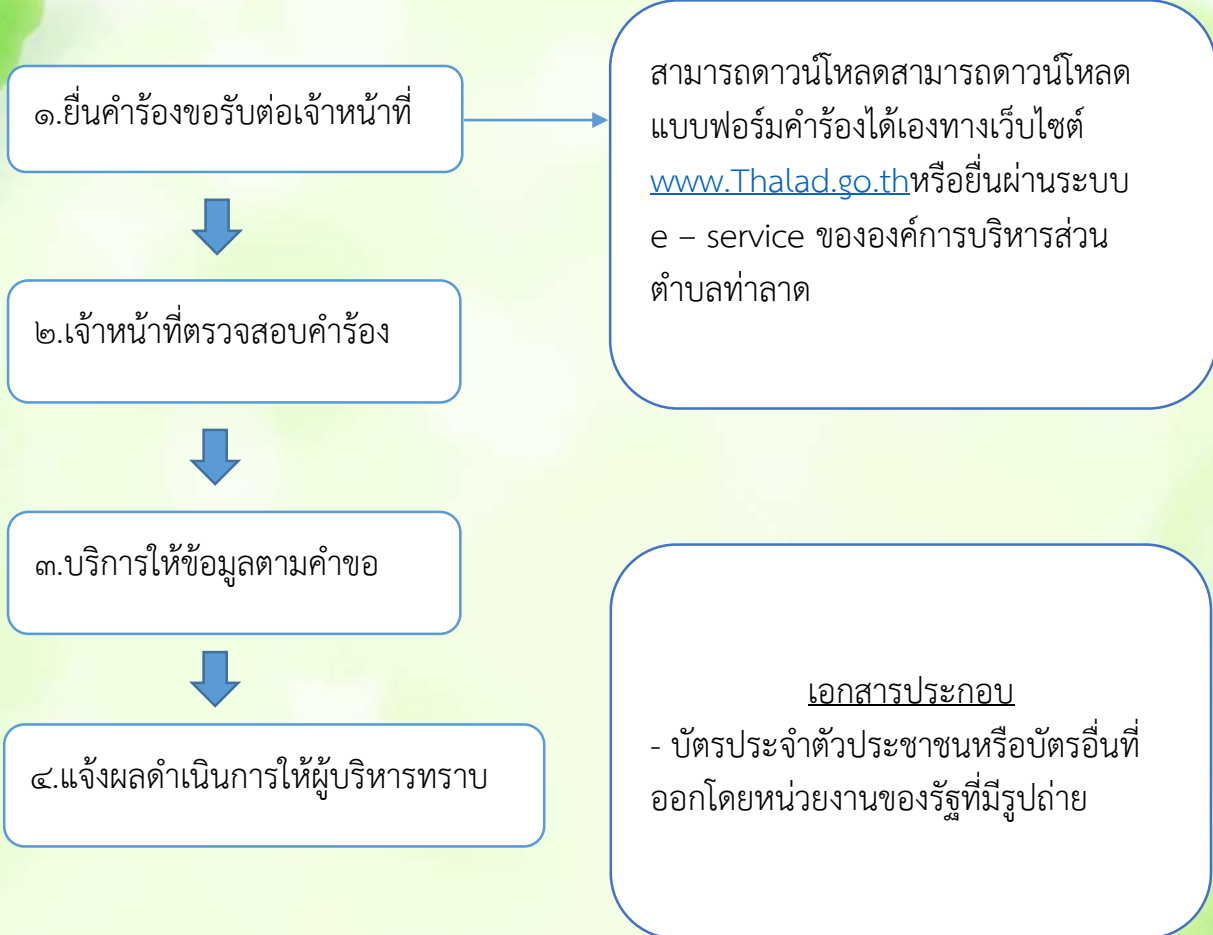 ๑.ยื่นคำร้องขอรับต่อเจ้าหน้าที่
สามารถดาวน์โหลดสามารถดาวน์โหลด
แบบฟอร์มคำร้องได้เองทางเว็บไซต์
www.Thalad.go.thหรือยื่นผ่านระบบ
e – service ขององค์การบริหารส่วน
ตำบลท่าลาด
๒.เจ้าหน้าที่ตรวจสอบคำร้อง
๓.บริการให้ข้อมูลตามคำขอ
๔.แจ้งผลดำเนินการให้ผู้บริหารทราบ
เอกสารประกอบ
- บัตรประจำตัวประชาชนหรือบัตรอื่นที่
ออกโดยหน่วยงานของรัฐที่มีรูปถ่าย